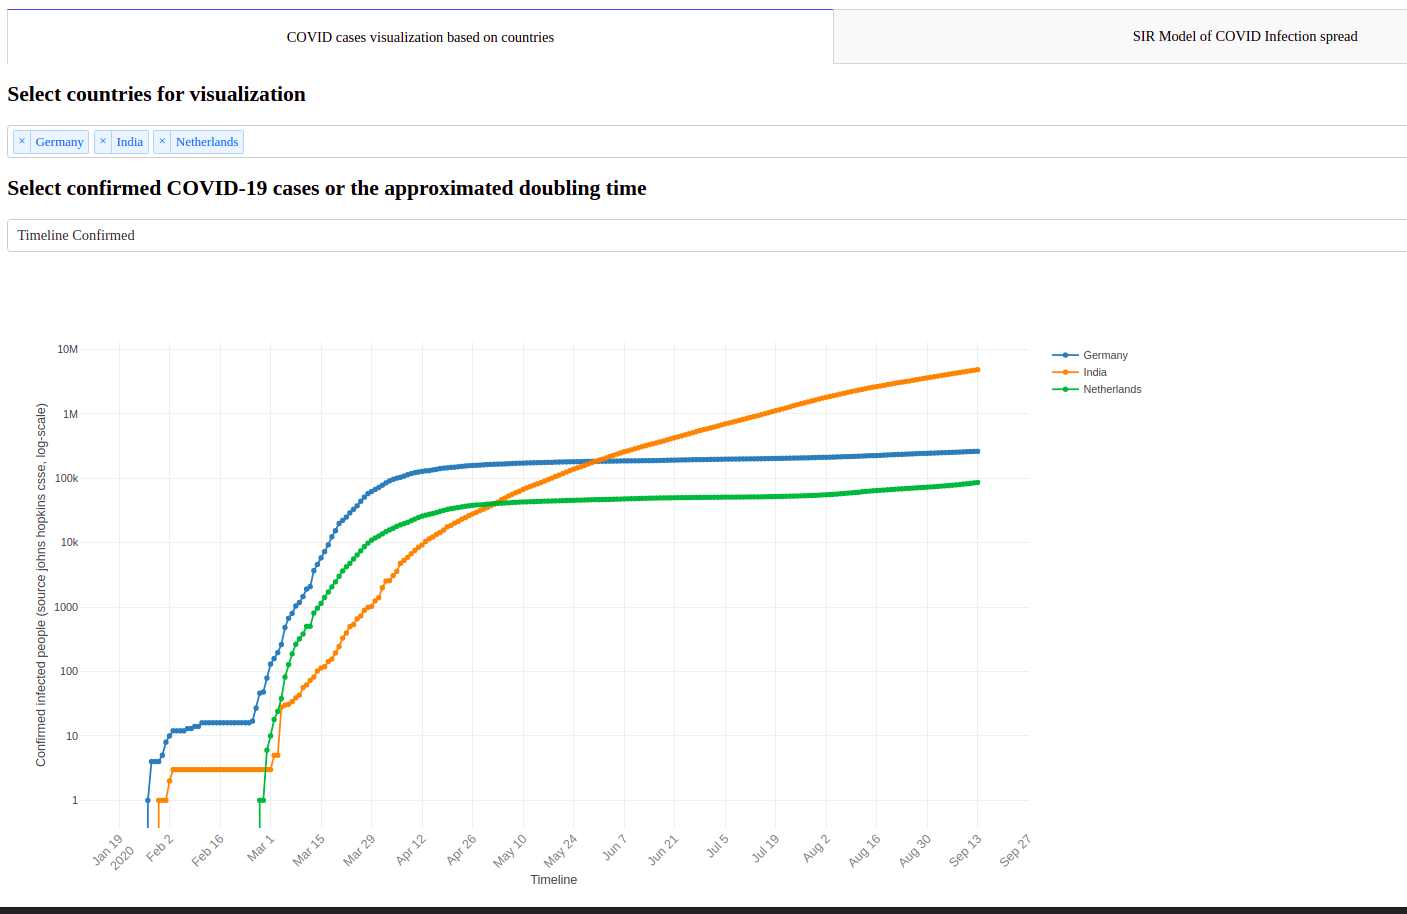 COVID cases visualization based on countries
SIR Model of COVID Infection spread
Select countries for visualization
× Germany × India × Netherlands
Select confirmed COVID-19 cases or the approximated doubling time
Timeline Confirmed
Germany
India
Netherlands
Confirmed infected people (source johns hopkins csse, log-scale)
10M
1M
100k
10k
1000
100
10
1
Jan 19
2020
Feb 2
Feb 16
Mar 1
Mar 15
Mar 29
Apr 12
Apr 26
May 10
May 24
Jun 7
Jun 21
Jul 5
Jul 19
Aug 2
Aug 16
Aug 30
Sep 13
Sep 27
Timeline